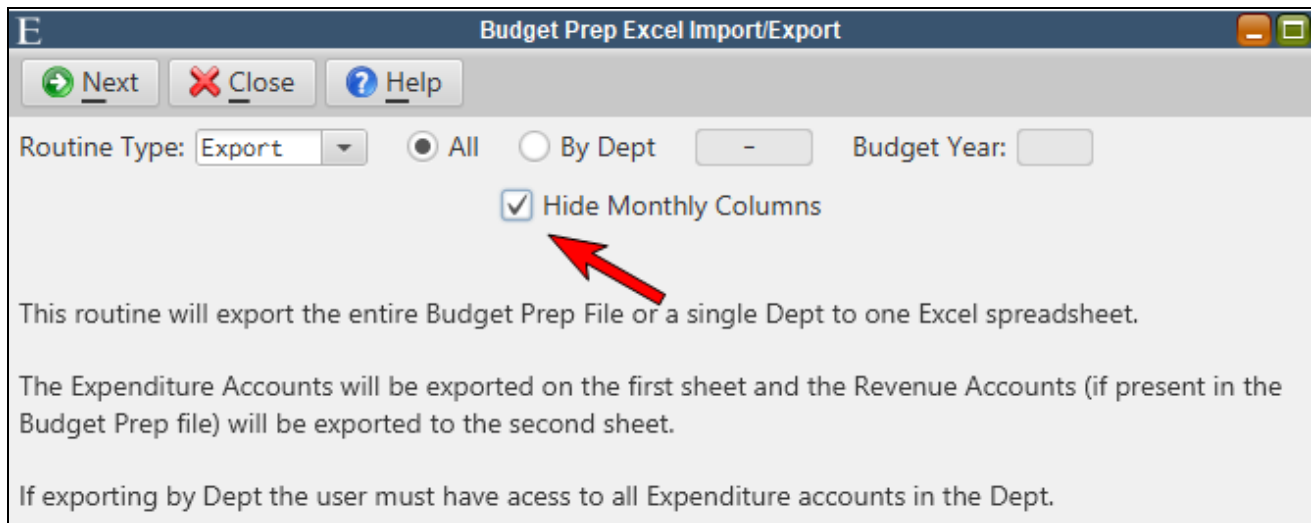 E Budget Prep Excel Import/Export
Next Close Help
Routine Type: Export All By Dept - Budget Year:
Hide Monthly Columns
This routine will export the entire Budget Prep File or a single Dept to one Excel spreadsheet.
The Expenditure Accounts will be exported on the first sheet and the Revenue Accounts (if present in the
Budget Prep file) will be exported to the second sheet.
If exporting by Dept the user must have acess to all Expenditure accounts in the Dept.